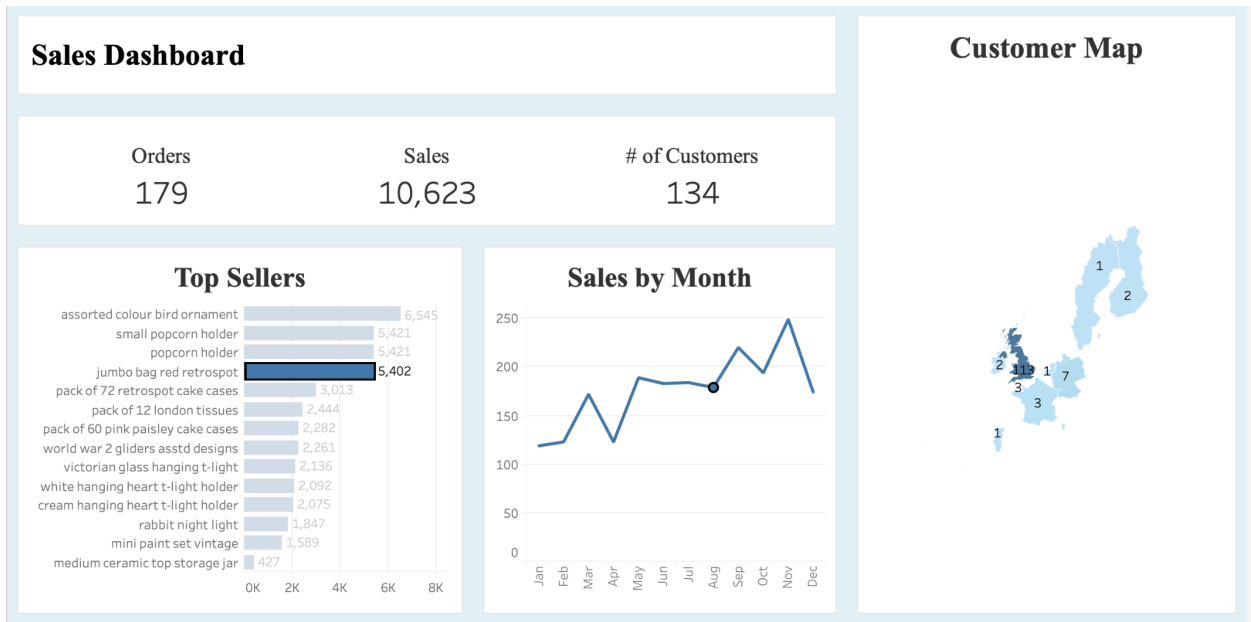 Sales Dashboard
Customer Map
Orders
Sales
# of Customers
179
10,623
134
Top Sellers
assorted colour bird ornament 6,545
small popcorn holder 5,421
popcorn holder 5,421
jumbo bag red retrospot 5,402
pack of 72 retrospot cake cases 3,013
pack of 12 london tissues 2,444
pack of 60 pink paisley cake cases 2,282
world war 2 gliders asstd designs 2,261
victorian glass hanging t-light 2,136
white hanging heart t-light holder 2,092
cream hanging heart t-light holder 2,075
rabbit night light 1,847
mini paint set vintage 1,589
medium ceramic top storage jar 427
0K 2K 4K 6K 8K
Sales by Month
250
200
150
100
50
0
Jan Feb Mar Apr May Jun Jul Aug Sep Oct Nov Dec
1
2
2 113 1 7
3
3
1